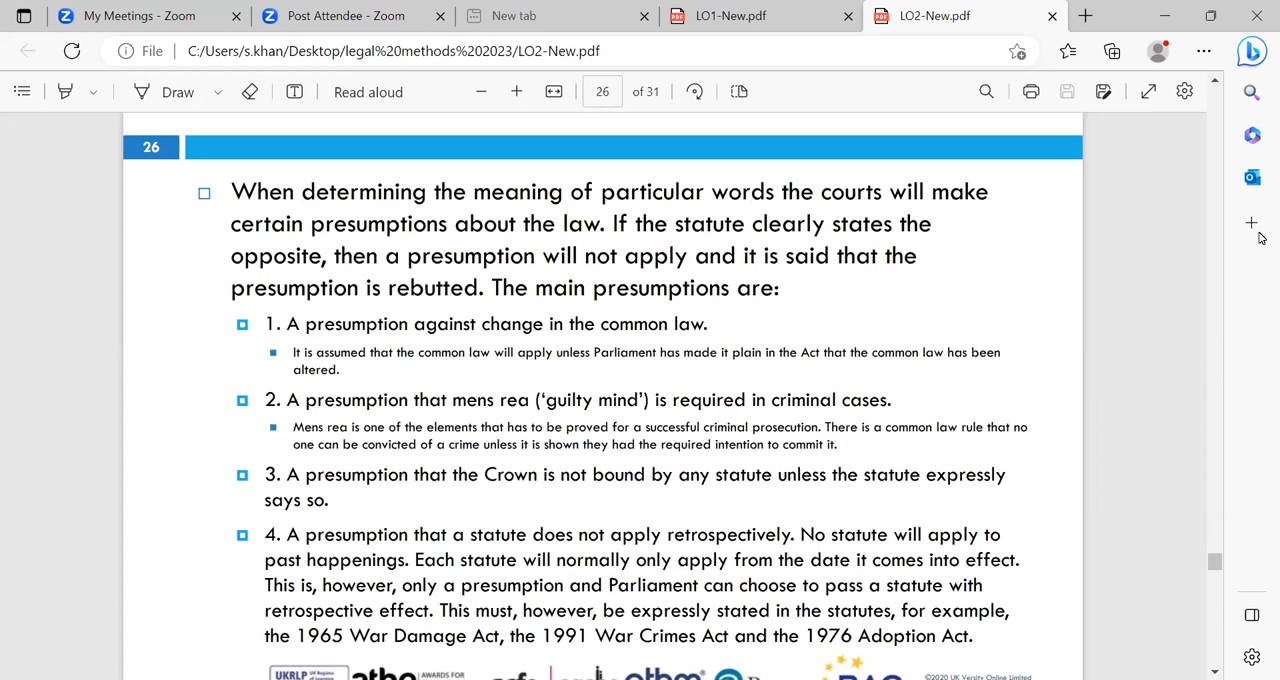 My Meetings - Zoom
Post Attendee - Zoom
New tab
LO1-New.pdf
LO2-New.pdf
File
C:/Users/s.khan/Desktop/legal%20methods%202023/LO2-New.pdf
Draw
Read aloud
26
of 31
26
When determining the meaning of particular words the courts will make
certain presumptions about the law. If the statute clearly states the
opposite, then a presumption will not apply and it is said that the
presumption is rebutted. The main presumptions are:
1. A presumption against change in the common law.
It is assumed that the common law will apply unless Parliament has made it plain in the Act that the common law has been
altered.
2. A presumption that mens rea (‘guilty mind’) is required in criminal cases.
Mens rea is one of the elements that has to be proved for a successful criminal prosecution. There is a common law rule that no
one can be convicted of a crime unless it is shown they had the required intention to commit it.
3. A presumption that the Crown is not bound by any statute unless the statute expressly
says so.
4. A presumption that a statute does not apply retrospectively. No statute will apply to
past happenings. Each statute will normally only apply from the date it comes into effect.
This is, however, only a presumption and Parliament can choose to pass a statute with
retrospective effect. This must, however, be expressly stated in the statutes, for example,
the 1965 War Damage Act, the 1991 War Crimes Act and the 1976 Adoption Act.
UKRLP UK Register
AWARDS FOR
©2020 UK Versity Online Limited